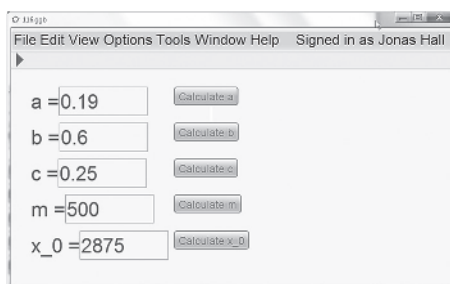 File Edit View Options Tools Window Help Signed in as Jonas Hall
a = 0.19 Calculate a
b = 0.6 Calculate b
c = 0.25 Calculate c
m = 500 Calculate m
x_0 = 2875 Calculate x_0